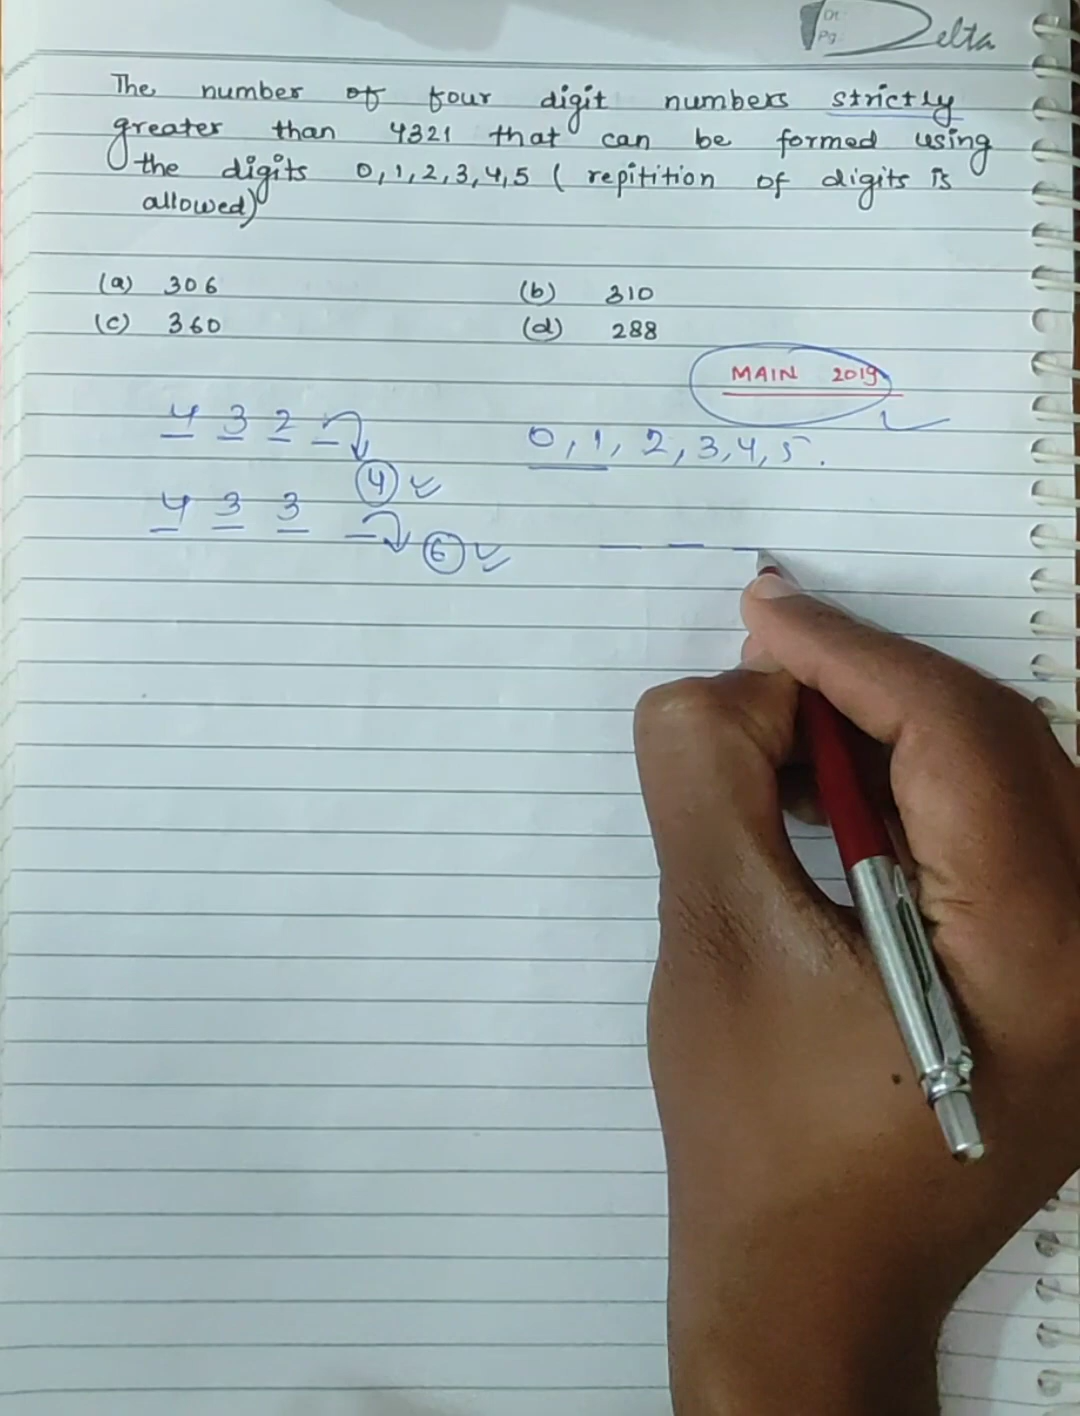 Dt.
Pg.
Delta
The number of four digit numbers strictly
greater than 4321 that can be formed using
the digits 0,1,2,3,4,5 ( repitition of digits is
allowed)
(a) 306 (b) 310
(c) 360 (d) 288
MAIN 2019
4 3 2 _ 0, 1, 2, 3, 4, 5.
4
4 3 3 _
6